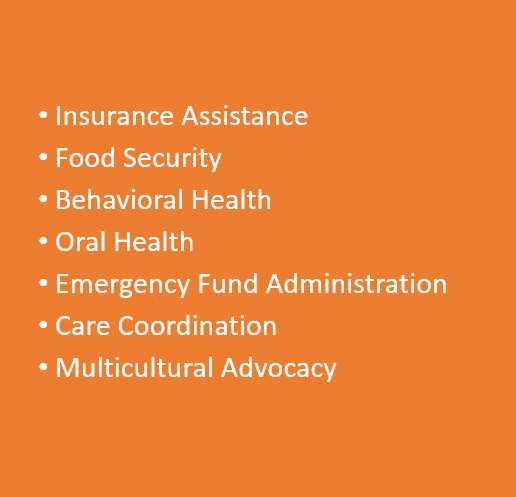 • Insurance Assistance
• Food Security
• Behavioral Health
• Oral Health
• Emergency Fund Administration
• Care Coordination
• Multicultural Advocacy